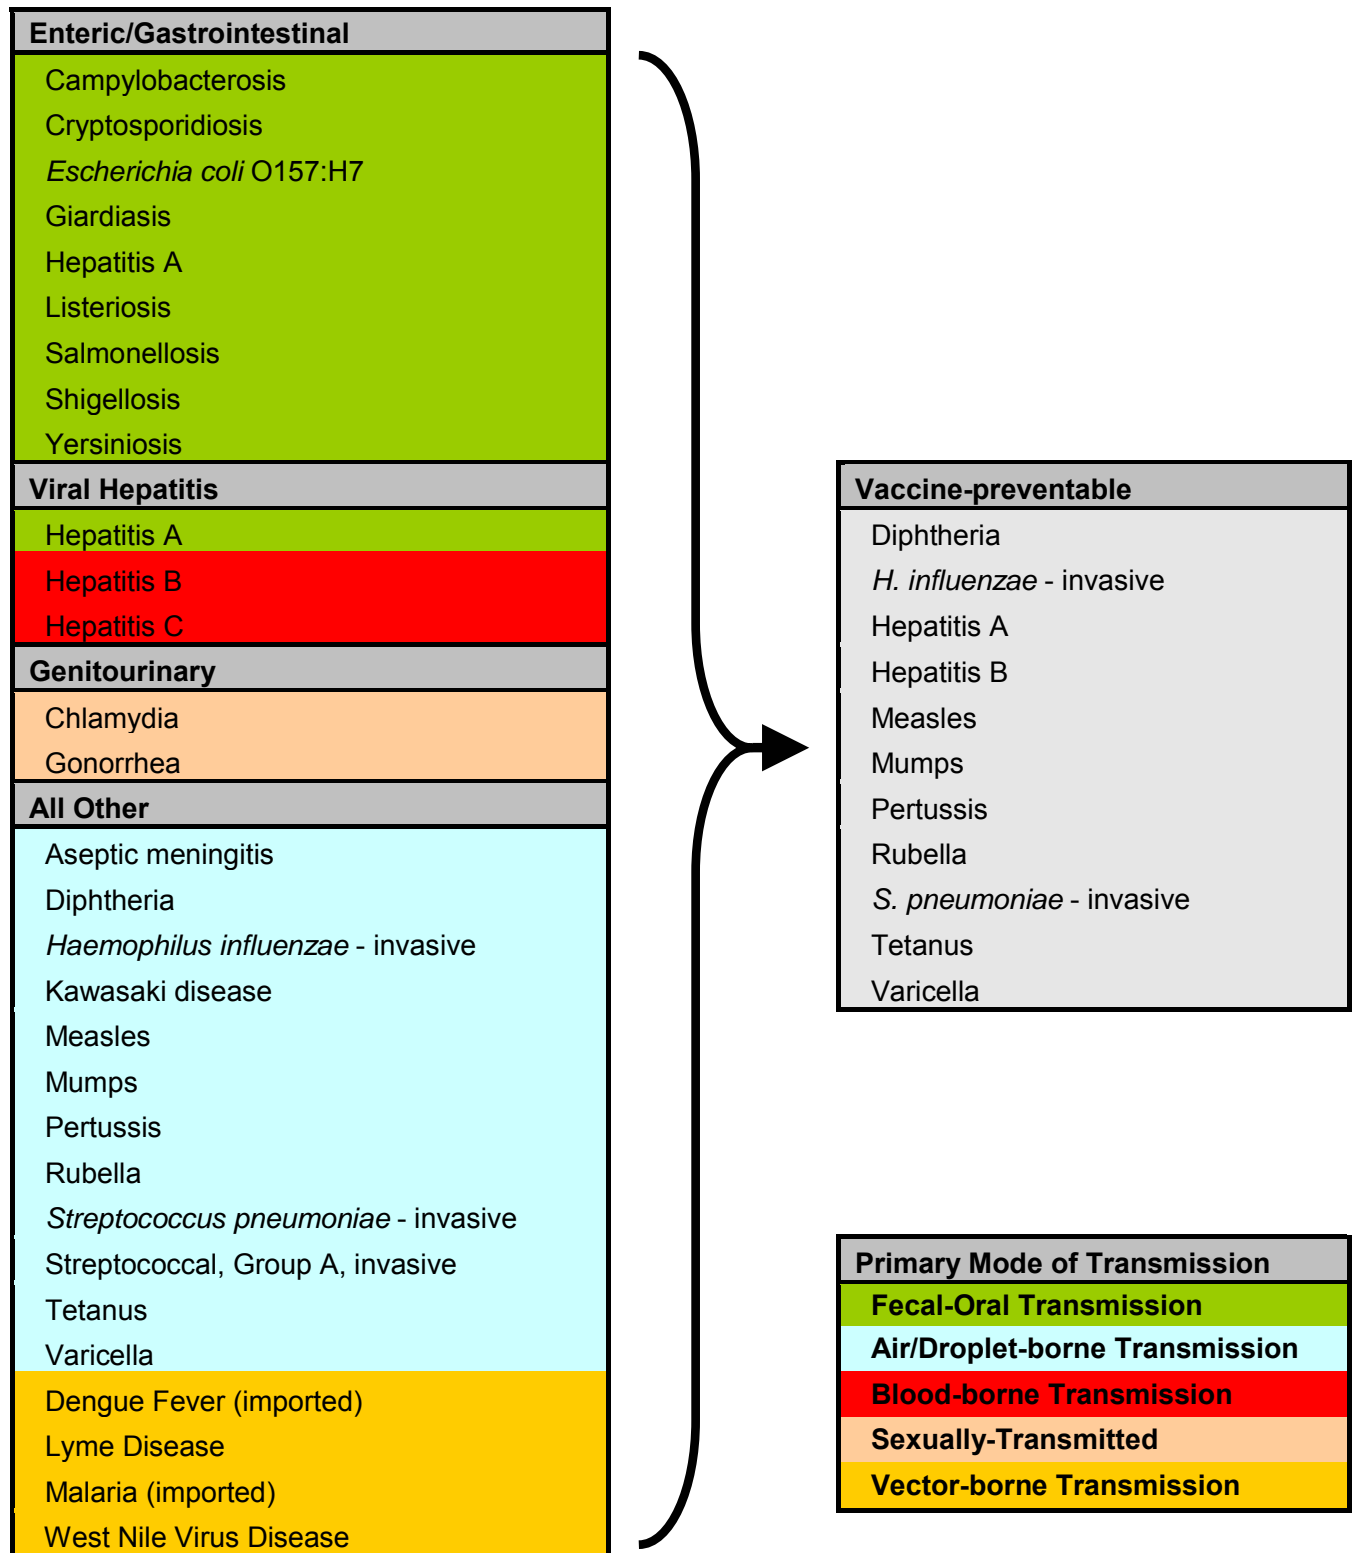 Enteric/Gastrointestinal
Campylobacterosis
Cryptosporidiosis
Escherichia coli O157:H7
Giardiasis
Hepatitis A
Listeriosis
Salmonellosis
Shigellosis
Yersiniosis
Viral Hepatitis
Hepatitis A
Hepatitis B
Hepatitis C
Genitourinary
Chlamydia
Gonorrhea
All Other
Aseptic meningitis
Diphtheria
Haemophilus influenzae - invasive
Kawasaki disease
Measles
Mumps
Pertussis
Rubella
Streptococcus pneumoniae - invasive
Streptococcal, Group A, invasive
Tetanus
Varicella
Dengue Fever (imported)
Lyme Disease
Malaria (imported)
West Nile Virus Disease
Vaccine-preventable
Diphtheria
H. influenzae - invasive
Hepatitis A
Hepatitis B
Measles
Mumps
Pertussis
Rubella
S. pneumoniae - invasive
Tetanus
Varicella
Primary Mode of Transmission
Fecal-Oral Transmission
Air/Droplet-borne Transmission
Blood-borne Transmission
Sexually-Transmitted
Vector-borne Transmission